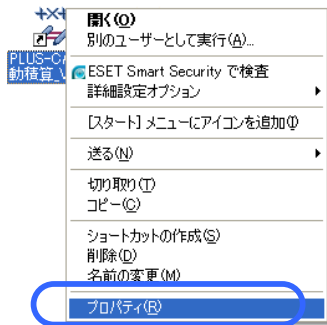 開く(O)
別のユーザーとして実行(A)...
ESET Smart Security で検査
詳細設定オプション
[スタート] メニューにアイコンを追加(I)
送る(N)
切り取り(T)
コピー(C)
ショートカットの作成(S)
削除(D)
名前の変更(M)
プロパティ(R)
PLUS-CA
動積算_V